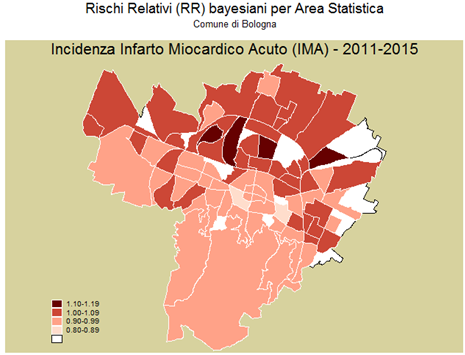 Rischi Relativi (RR) bayesiani per Area Statistica
Comune di Bologna
Incidenza Infarto Miocardico Acuto (IMA) - 2011-2015
1.10-1.19
1.00-1.09
0.90-0.99
0.80-0.89